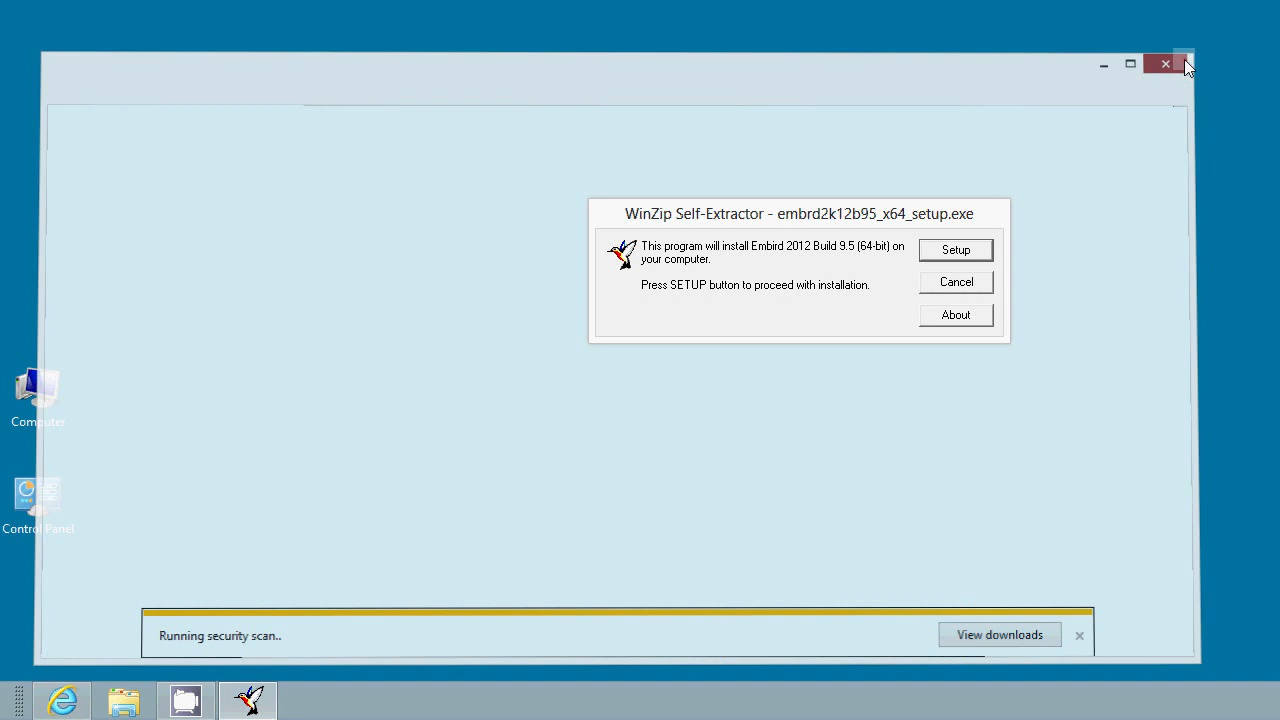 WinZip Self-Extractor - embrd2k12b95_x64_setup.exe
This program will install Embird 2012 Build 9.5 (64-bit) on
your computer.
Press SETUP button to proceed with installation.
Setup
Cancel
About
Computer
Control Panel
Running security scan..
View downloads